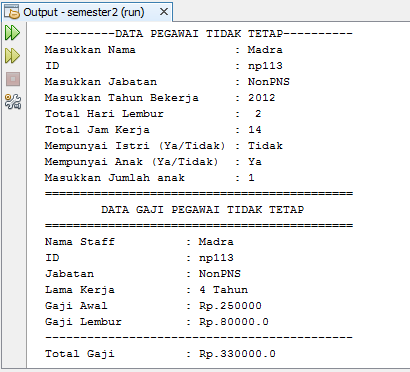 Output - semester2 (run)
----------DATA PEGAWAI TIDAK TETAP----------
Masukkan Nama : Madra
ID : np113
Masukkan Jabatan : NonPNS
Masukkan Tahun Bekerja : 2012
Total Hari Lembur : 2
Total Jam Kerja : 14
Mempunyai Istri (Ya/Tidak) : Tidak
Mempunyai Anak (Ya/Tidak) : Ya
Masukkan Jumlah anak : 1
============================================
DATA GAJI PEGAWAI TIDAK TETAP
============================================
Nama Staff : Madra
ID : np113
Jabatan : NonPNS
Lama Kerja : 4 Tahun
Gaji Awal : Rp.250000
Gaji Lembur : Rp.80000.0
--------------------------------------------
Total Gaji : Rp.330000.0